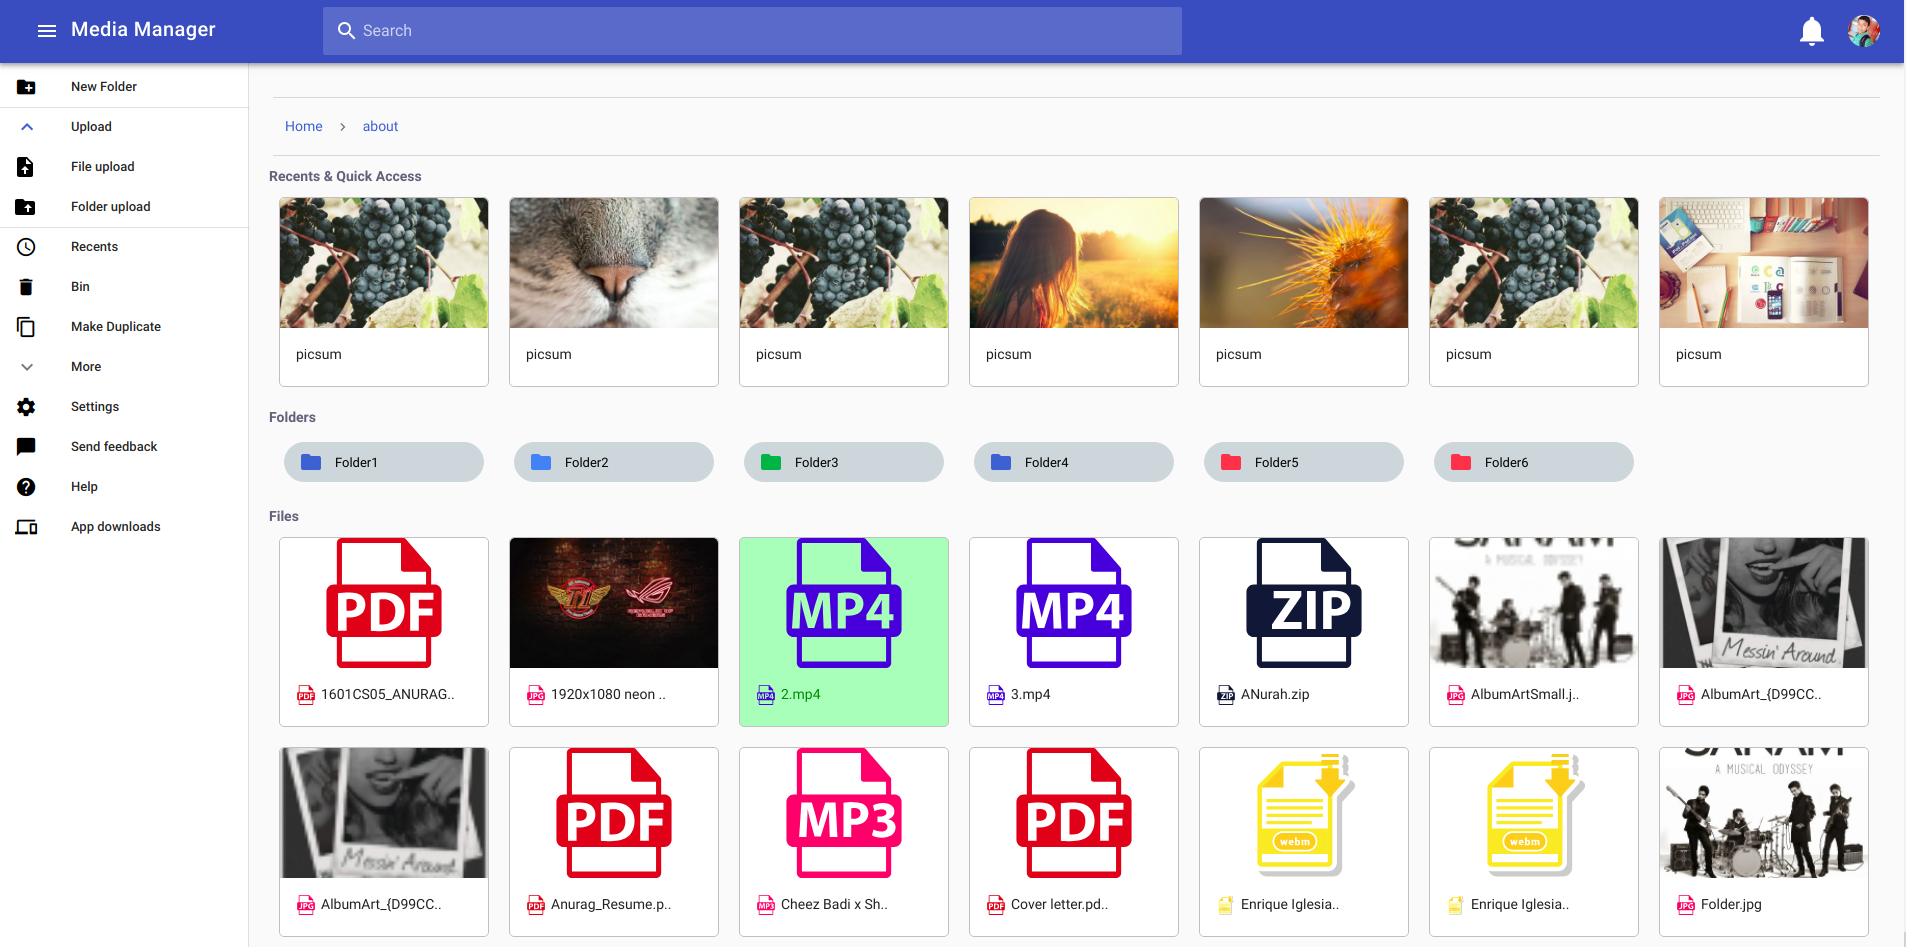 Media Manager
Search
New Folder
Upload
File upload
Folder upload
Recents
Bin
Make Duplicate
More
Settings
Send feedback
Help
App downloads
Home > about
Recents & Quick Access
picsum picsum picsum picsum picsum picsum picsum
Folders
Folder1 Folder2 Folder3 Folder4 Folder5 Folder6
Files
PDF
1601CS05_ANURAG..
T1
JPG 1920x1080 neon ..
MP4
MP4 2.mp4
MP4
MP4 3.mp4
ZIP
ZIP ANurah.zip
SANAM
A MUSICAL ODYSSEY
JPG AlbumArtSmall.j..
Messin' Around
JPG AlbumArt_{D99CC..
Messin' Around
JPG AlbumArt_{D99CC..
PDF
PDF Anurag_Resume.p..
MP3
MP3 Cheez Badi x Sh..
PDF
PDF Cover letter.pd..
webm
Enrique Iglesia..
webm
Enrique Iglesia..
SANAM
A MUSICAL ODYSSEY
JPG Folder.jpg